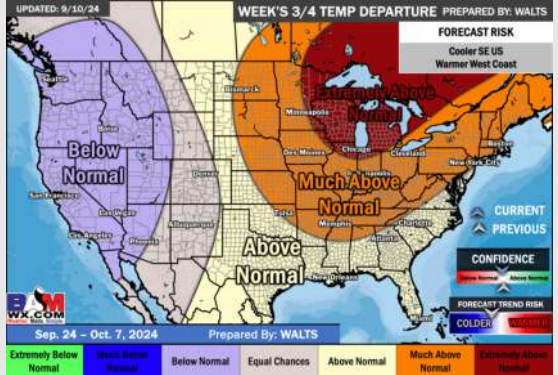 UPDATED: 9/10/24
WEEK'S 3/4 TEMP DEPARTURE PREPARED BY: WALTS
FORECAST RISK
Cooler SE US
Warmer West Coast
Seattle
Bismarck
Extremely Above
Normal
Minneapolis
Boise
Boston
Below
Normal
Chicago
Cleveland
New York City
Des Moines
Denver
Indianapolis
Much Above
Normal
San Francisco
Las Vegas
Tulsa
CURRENT
PREVIOUS
Los Angeles
Albuquerque
Memphis
Charlotte
Phoenix
Atlanta
Above
Normal
CONFIDENCE
Below Normal Above Normal
New Orleans
FORECAST TREND RISK
COLDER WARMER
BAM
WX.COM
Sep. 24 – Oct. 7, 2024 Prepared By: WALTS
Extremely Below Normal
Much Below Normal
Below Normal
Equal Chances
Above Normal
Much Above Normal
Extremely Above Normal